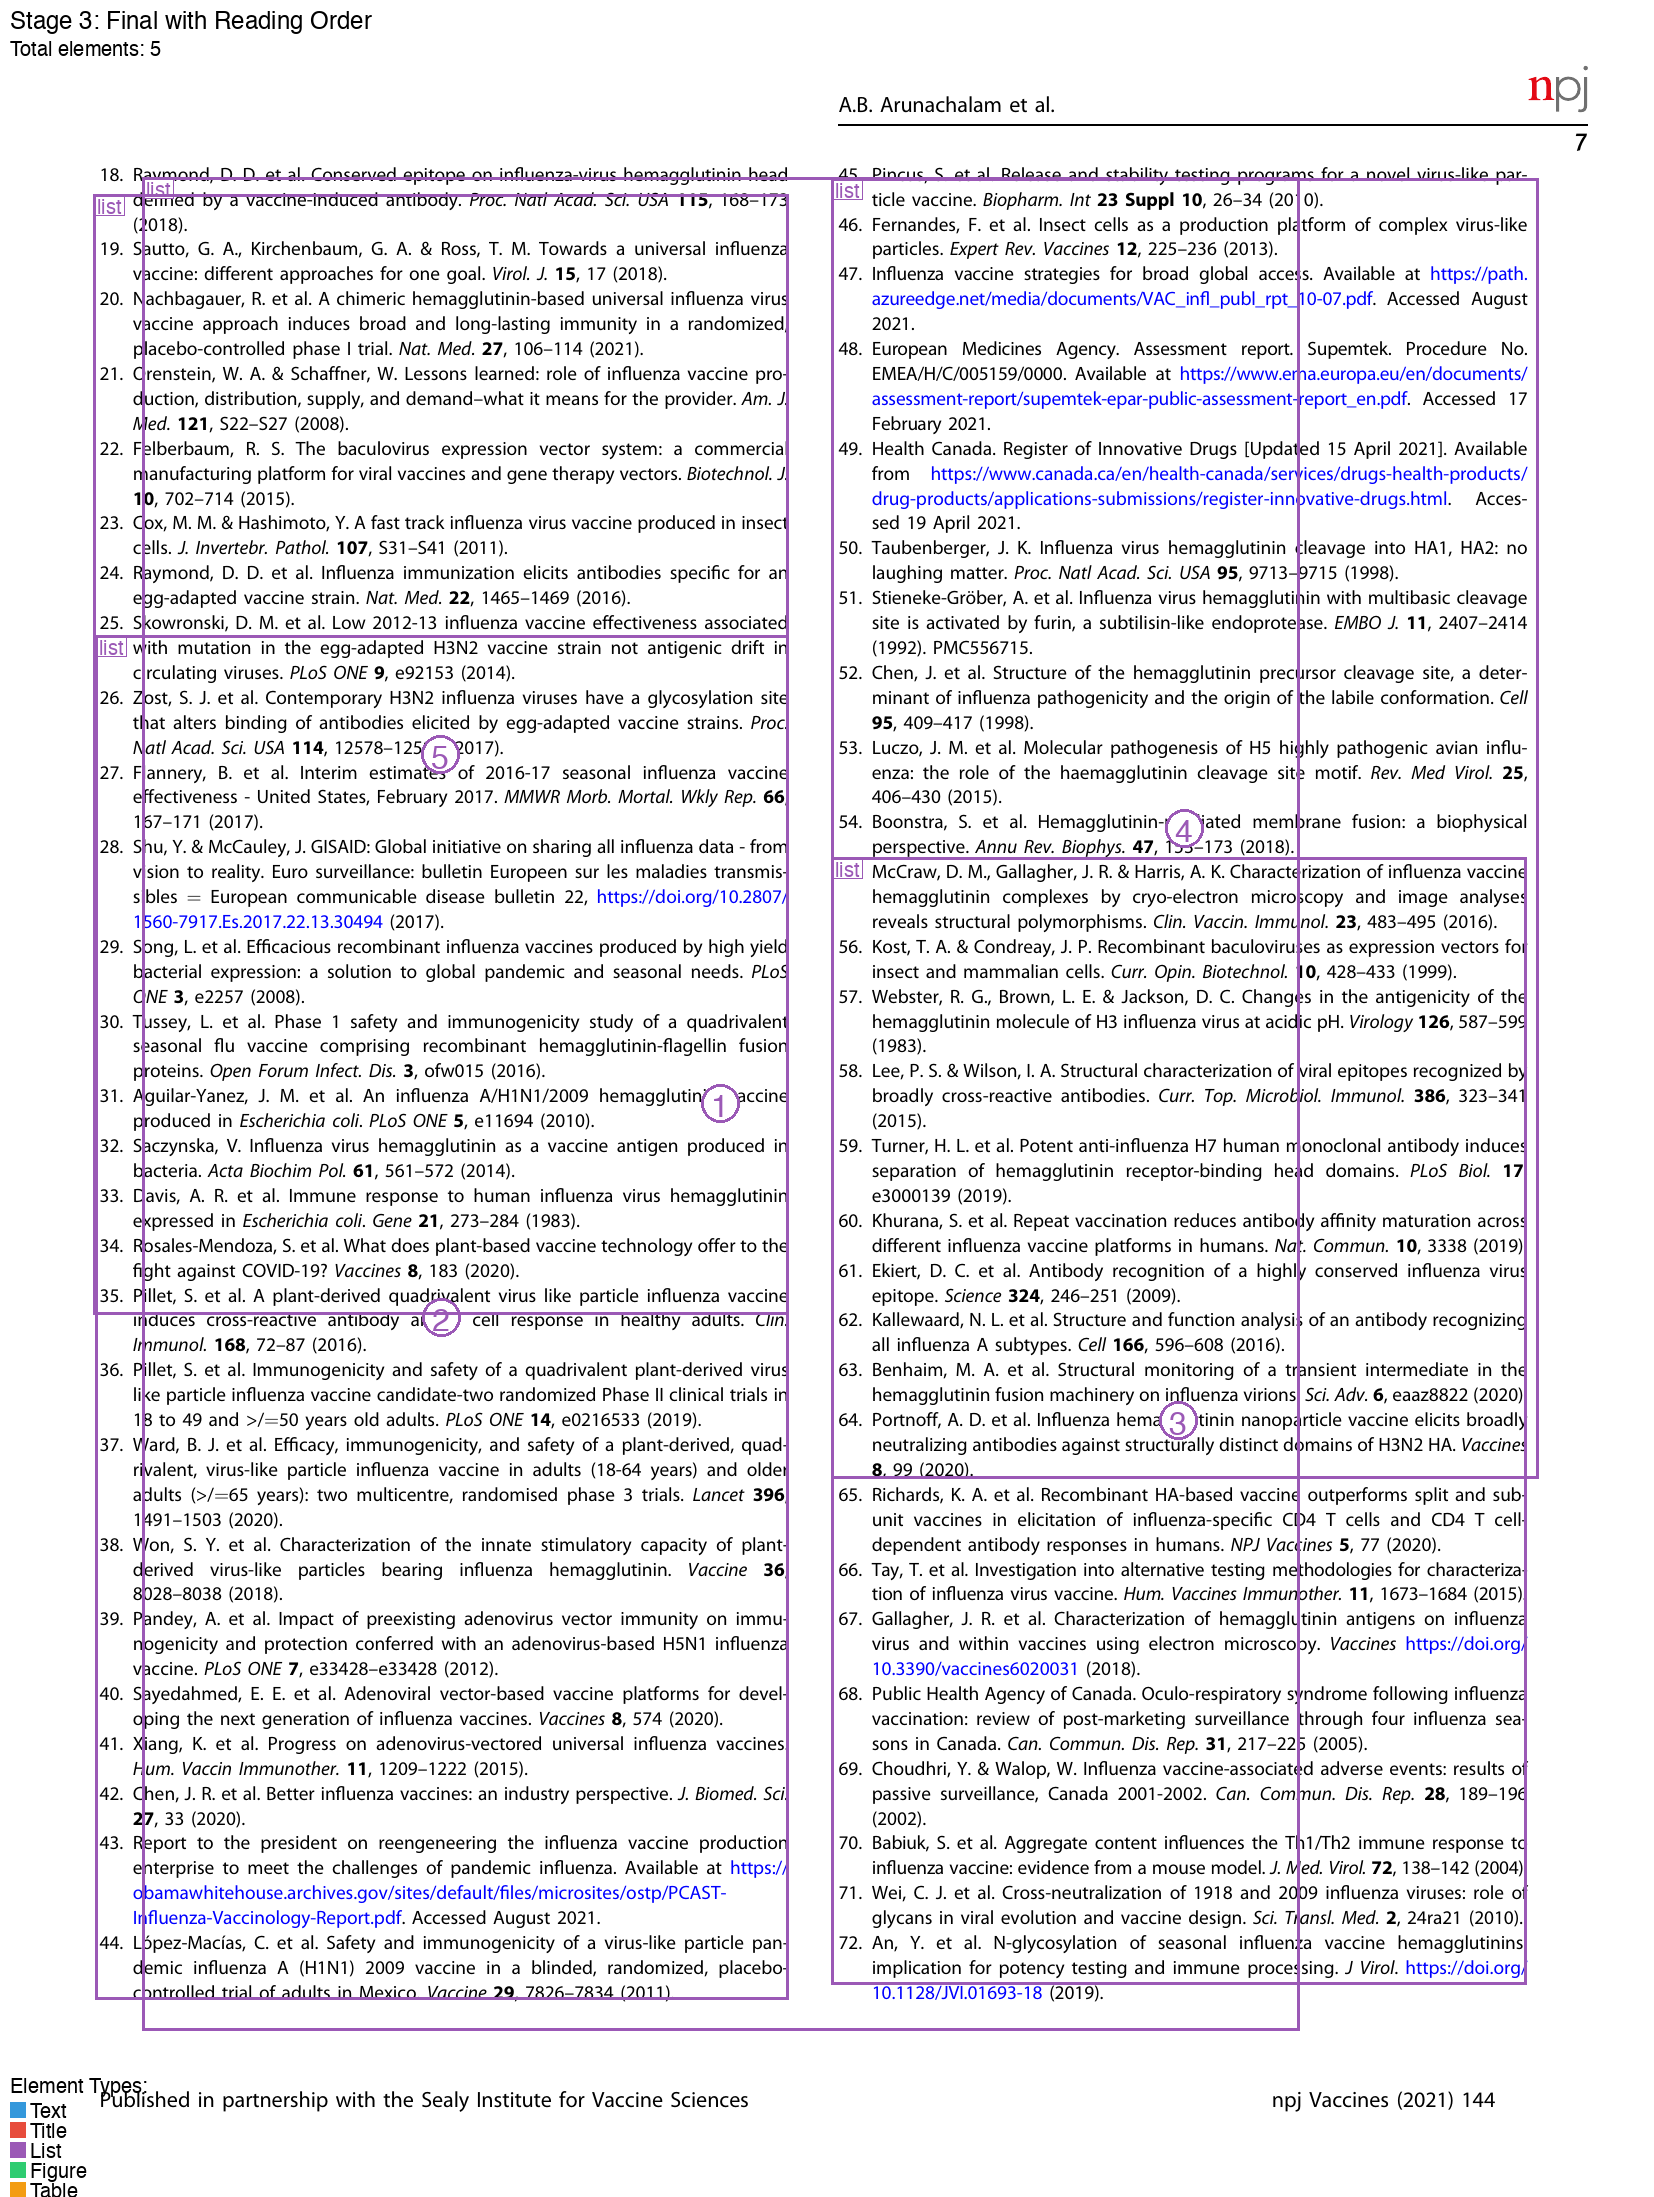 Stage 3: Final with Reading Order
Total elements: 5
npj
A.B. Arunachalam et al.
7
18. Raymond, D. D. et al. Conserved epitope on influenza-virus hemagglutinin head
list
defined by a vaccine-induced antibody. Proc. Natl Acad. Sci. USA 115, 168–173
list
(2018).
19. Sautto, G. A., Kirchenbaum, G. A. & Ross, T. M. Towards a universal influenza
vaccine: different approaches for one goal. Virol. J. 15, 17 (2018).
20. Nachbagauer, R. et al. A chimeric hemagglutinin-based universal influenza virus
vaccine approach induces broad and long-lasting immunity in a randomized,
placebo-controlled phase I trial. Nat. Med. 27, 106–114 (2021).
21. Orenstein, W. A. & Schaffner, W. Lessons learned: role of influenza vaccine pro-
duction, distribution, supply, and demand–what it means for the provider. Am. J.
Med. 121, S22–S27 (2008).
22. Felberbaum, R. S. The baculovirus expression vector system: a commercial
manufacturing platform for viral vaccines and gene therapy vectors. Biotechnol. J.
10, 702–714 (2015).
23. Cox, M. M. & Hashimoto, Y. A fast track influenza virus vaccine produced in insect
cells. J. Invertebr. Pathol. 107, S31–S41 (2011).
24. Raymond, D. D. et al. Influenza immunization elicits antibodies specific for an
egg-adapted vaccine strain. Nat. Med. 22, 1465–1469 (2016).
25. Skowronski, D. M. et al. Low 2012-13 influenza vaccine effectiveness associated
list
with mutation in the egg-adapted H3N2 vaccine strain not antigenic drift in
circulating viruses. PLoS ONE 9, e92153 (2014).
26. Zost, S. J. et al. Contemporary H3N2 influenza viruses have a glycosylation site
that alters binding of antibodies elicited by egg-adapted vaccine strains. Proc.
Natl Acad. Sci. USA 114, 12578–125 2017).
5
27. Flannery, B. et al. Interim estimates of 2016-17 seasonal influenza vaccine
effectiveness - United States, February 2017. MMWR Morb. Mortal. Wkly Rep. 66,
167–171 (2017).
28. Shu, Y. & McCauley, J. GISAID: Global initiative on sharing all influenza data - from
vision to reality. Euro surveillance: bulletin Europeen sur les maladies transmis-
sibles = European communicable disease bulletin 22, https://doi.org/10.2807/
1560-7917.Es.2017.22.13.30494 (2017).
29. Song, L. et al. Efficacious recombinant influenza vaccines produced by high yield
bacterial expression: a solution to global pandemic and seasonal needs. PLoS
ONE 3, e2257 (2008).
30. Tussey, L. et al. Phase 1 safety and immunogenicity study of a quadrivalent
seasonal flu vaccine comprising recombinant hemagglutinin-flagellin fusion
proteins. Open Forum Infect. Dis. 3, ofw015 (2016).
31. Aguilar-Yanez, J. M. et al. An influenza A/H1N1/2009 hemagglutinin vaccine
1
produced in Escherichia coli. PLoS ONE 5, e11694 (2010).
32. Saczynska, V. Influenza virus hemagglutinin as a vaccine antigen produced in
bacteria. Acta Biochim Pol. 61, 561–572 (2014).
33. Davis, A. R. et al. Immune response to human influenza virus hemagglutinin
expressed in Escherichia coli. Gene 21, 273–284 (1983).
34. Rosales-Mendoza, S. et al. What does plant-based vaccine technology offer to the
fight against COVID-19? Vaccines 8, 183 (2020).
35. Pillet, S. et al. A plant-derived quadrivalent virus like particle influenza vaccine
induces cross-reactive antibody and cell response in healthy adults. Clin.
2
Immunol. 168, 72–87 (2016).
36. Pillet, S. et al. Immunogenicity and safety of a quadrivalent plant-derived virus
like particle influenza vaccine candidate-two randomized Phase II clinical trials in
18 to 49 and >/=50 years old adults. PLoS ONE 14, e0216533 (2019).
37. Ward, B. J. et al. Efficacy, immunogenicity, and safety of a plant-derived, quad-
rivalent, virus-like particle influenza vaccine in adults (18-64 years) and older
adults (>/=65 years): two multicentre, randomised phase 3 trials. Lancet 396,
1491–1503 (2020).
38. Won, S. Y. et al. Characterization of the innate stimulatory capacity of plant-
derived virus-like particles bearing influenza hemagglutinin. Vaccine 36,
8028–8038 (2018).
39. Pandey, A. et al. Impact of preexisting adenovirus vector immunity on immu-
nogenicity and protection conferred with an adenovirus-based H5N1 influenza
vaccine. PLoS ONE 7, e33428–e33428 (2012).
40. Sayedahmed, E. E. et al. Adenoviral vector-based vaccine platforms for devel-
oping the next generation of influenza vaccines. Vaccines 8, 574 (2020).
41. Xiang, K. et al. Progress on adenovirus-vectored universal influenza vaccines.
Hum. Vaccin Immunother. 11, 1209–1222 (2015).
42. Chen, J. R. et al. Better influenza vaccines: an industry perspective. J. Biomed. Sci.
27, 33 (2020).
43. Report to the president on reengeneering the influenza vaccine production
enterprise to meet the challenges of pandemic influenza. Available at https://
obamawhitehouse.archives.gov/sites/default/files/microsites/ostp/PCAST-
Influenza-Vaccinology-Report.pdf. Accessed August 2021.
44. López-Macías, C. et al. Safety and immunogenicity of a virus-like particle pan-
demic influenza A (H1N1) 2009 vaccine in a blinded, randomized, placebo-
controlled trial of adults in Mexico. Vaccine 29, 7826–7834 (2011).
45. Pincus, S. et al. Release and stability testing programs for a novel virus-like par-
list
ticle vaccine. Biopharm. Int 23 Suppl 10, 26–34 (2010).
46. Fernandes, F. et al. Insect cells as a production platform of complex virus-like
particles. Expert Rev. Vaccines 12, 225–236 (2013).
47. Influenza vaccine strategies for broad global access. Available at https://path.
azureedge.net/media/documents/VAC_infl_publ_rpt_10-07.pdf. Accessed August
2021.
48. European Medicines Agency. Assessment report. Supemtek. Procedure No.
EMEA/H/C/005159/0000. Available at https://www.ema.europa.eu/en/documents/
assessment-report/supemtek-epar-public-assessment-report_en.pdf. Accessed 17
February 2021.
49. Health Canada. Register of Innovative Drugs [Updated 15 April 2021]. Available
from https://www.canada.ca/en/health-canada/services/drugs-health-products/
drug-products/applications-submissions/register-innovative-drugs.html. Acces-
sed 19 April 2021.
50. Taubenberger, J. K. Influenza virus hemagglutinin cleavage into HA1, HA2: no
laughing matter. Proc. Natl Acad. Sci. USA 95, 9713–9715 (1998).
51. Stieneke-Gröber, A. et al. Influenza virus hemagglutinin with multibasic cleavage
site is activated by furin, a subtilisin-like endoprotease. EMBO J. 11, 2407–2414
(1992). PMC556715.
52. Chen, J. et al. Structure of the hemagglutinin precursor cleavage site, a deter-
minant of influenza pathogenicity and the origin of the labile conformation. Cell
95, 409–417 (1998).
53. Luczo, J. M. et al. Molecular pathogenesis of H5 highly pathogenic avian influ-
enza: the role of the haemagglutinin cleavage site motif. Rev. Med Virol. 25,
406–430 (2015).
54. Boonstra, S. et al. Hemagglutinin-mediated membrane fusion: a biophysical
4
perspective. Annu Rev. Biophys. 47, 153–173 (2018).
list
McCraw, D. M., Gallagher, J. R. & Harris, A. K. Characterization of influenza vaccine
hemagglutinin complexes by cryo-electron microscopy and image analyses
reveals structural polymorphisms. Clin. Vaccin. Immunol. 23, 483–495 (2016).
56. Kost, T. A. & Condreay, J. P. Recombinant baculoviruses as expression vectors for
insect and mammalian cells. Curr. Opin. Biotechnol. 10, 428–433 (1999).
57. Webster, R. G., Brown, L. E. & Jackson, D. C. Changes in the antigenicity of the
hemagglutinin molecule of H3 influenza virus at acidic pH. Virology 126, 587–599
(1983).
58. Lee, P. S. & Wilson, I. A. Structural characterization of viral epitopes recognized by
broadly cross-reactive antibodies. Curr. Top. Microbiol. Immunol. 386, 323–341
(2015).
59. Turner, H. L. et al. Potent anti-influenza H7 human monoclonal antibody induces
separation of hemagglutinin receptor-binding head domains. PLoS Biol. 17
e3000139 (2019).
60. Khurana, S. et al. Repeat vaccination reduces antibody affinity maturation across
different influenza vaccine platforms in humans. Nat. Commun. 10, 3338 (2019)
61. Ekiert, D. C. et al. Antibody recognition of a highly conserved influenza virus
epitope. Science 324, 246–251 (2009).
62. Kallewaard, N. L. et al. Structure and function analysis of an antibody recognizing
all influenza A subtypes. Cell 166, 596–608 (2016).
63. Benhaim, M. A. et al. Structural monitoring of a transient intermediate in the
hemagglutinin fusion machinery on influenza virions. Sci. Adv. 6, eaaz8822 (2020)
64. Portnoff, A. D. et al. Influenza hemagglutinin nanoparticle vaccine elicits broadly
3
neutralizing antibodies against structurally distinct domains of H3N2 HA. Vaccines
8, 99 (2020).
65. Richards, K. A. et al. Recombinant HA-based vaccine outperforms split and sub-
unit vaccines in elicitation of influenza-specific CD4 T cells and CD4 T cell-
dependent antibody responses in humans. NPJ Vaccines 5, 77 (2020).
66. Tay, T. et al. Investigation into alternative testing methodologies for characteriza-
tion of influenza virus vaccine. Hum. Vaccines Immunother. 11, 1673–1684 (2015)
67. Gallagher, J. R. et al. Characterization of hemagglutinin antigens on influenza
virus and within vaccines using electron microscopy. Vaccines https://doi.org/
10.3390/vaccines6020031 (2018).
68. Public Health Agency of Canada. Oculo-respiratory syndrome following influenza
vaccination: review of post-marketing surveillance through four influenza sea-
sons in Canada. Can. Commun. Dis. Rep. 31, 217–225 (2005).
69. Choudhri, Y. & Walop, W. Influenza vaccine-associated adverse events: results of
passive surveillance, Canada 2001-2002. Can. Commun. Dis. Rep. 28, 189–196
(2002).
70. Babiuk, S. et al. Aggregate content influences the Th1/Th2 immune response to
influenza vaccine: evidence from a mouse model. J. Med. Virol. 72, 138–142 (2004)
71. Wei, C. J. et al. Cross-neutralization of 1918 and 2009 influenza viruses: role of
glycans in viral evolution and vaccine design. Sci. Transl. Med. 2, 24ra21 (2010).
72. An, Y. et al. N-glycosylation of seasonal influenza vaccine hemagglutinins
implication for potency testing and immune processing. J Virol. https://doi.org/
10.1128/JVI.01693-18 (2019).
Published in partnership with the Sealy Institute for Vaccine Sciences
npj Vaccines (2021) 144
Element Types:
Text
Title
List
Figure
Table